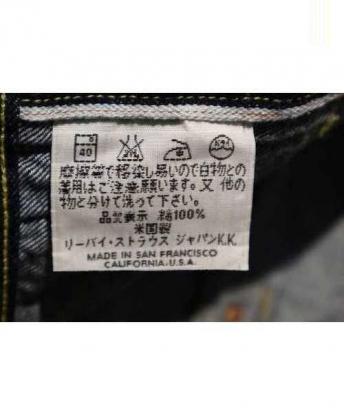 40
摩擦等で移染し易いので白物との
着用はご注意願います。又 他の
物と分けて洗って下さい。
品質表示 綿100%
米国製
リーバイ・ストラウス ジャパンK.K.
MADE IN SAN FRANCISCO
CALIFORNIA.U.S.A.